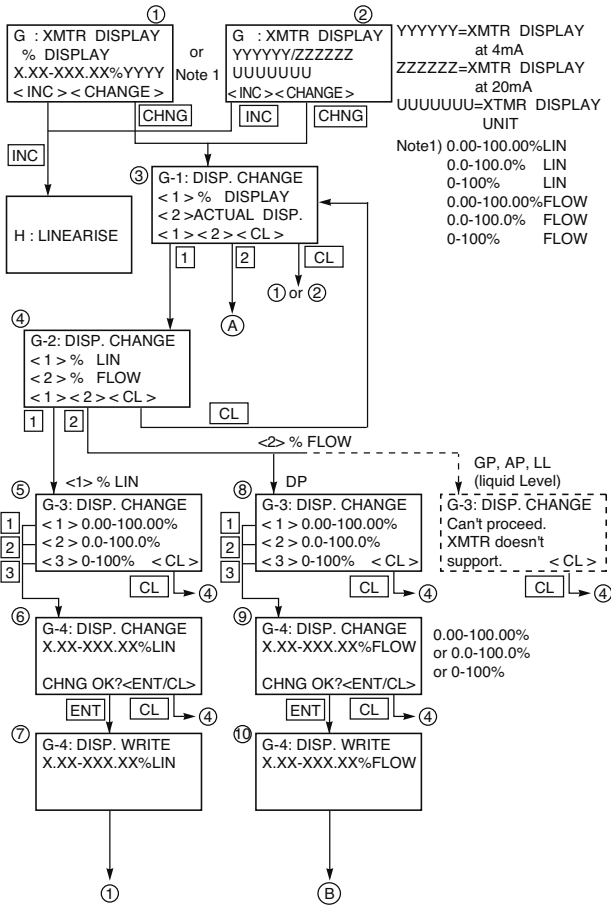 ①
G : XMTR DISPLAY
% DISPLAY
X.XX-XXX.XX%YYYY
< INC > < CHANGE >
or
Note 1
②
G : XMTR DISPLAY
YYYYYY/ZZZZZZ
UUUUUUU
< INC > < CHANGE >
YYYYYY=XMTR DISPLAY
at 4mA
ZZZZZZ=XMTR DISPLAY
at 20mA
UUUUUUU=XTMR DISPLAY
UNIT
Note1) 0.00-100.00%LIN
0.0-100.0% LIN
0-100% LIN
0.00-100.00%FLOW
0.0-100.0% FLOW
0-100% FLOW
CHNG
INC
CHNG
INC
H : LINEARISE
③
G-1: DISP. CHANGE
< 1 > % DISPLAY
< 2 >ACTUAL DISP.
< 1 > < 2 > < CL >
1
2
CL
① or ②
A
④
G-2: DISP. CHANGE
< 1 > % LIN
< 2 > % FLOW
< 1 > < 2 > < CL >
1
2
CL
<2> % FLOW
<1> % LIN
DP
GP, AP, LL
(liquid Level)
⑤
G-3: DISP. CHANGE
< 1 > 0.00-100.00%
< 2 > 0.0-100.0%
< 3 > 0-100% < CL >
1
2
3
CL
④
⑧
G-3: DISP. CHANGE
< 1 > 0.00-100.00%
< 2 > 0.0-100.0%
< 3 > 0-100% < CL >
1
2
3
CL
④
G-3: DISP. CHANGE
Can't proceed.
XMTR doesn't
support. < CL >
CL
④
⑥
G-4: DISP. CHANGE
X.XX-XXX.XX%LIN
CHNG OK?<ENT/CL>
ENT
CL
④
⑨
G-4: DISP. CHANGE
X.XX-XXX.XX%FLOW
CHNG OK?<ENT/CL>
ENT
CL
④
0.00-100.00%
or 0.0-100.0%
or 0-100%
⑦
G-4: DISP. WRITE
X.XX-XXX.XX%LIN
①
⑩
G-4: DISP. WRITE
X.XX-XXX.XX%FLOW
B